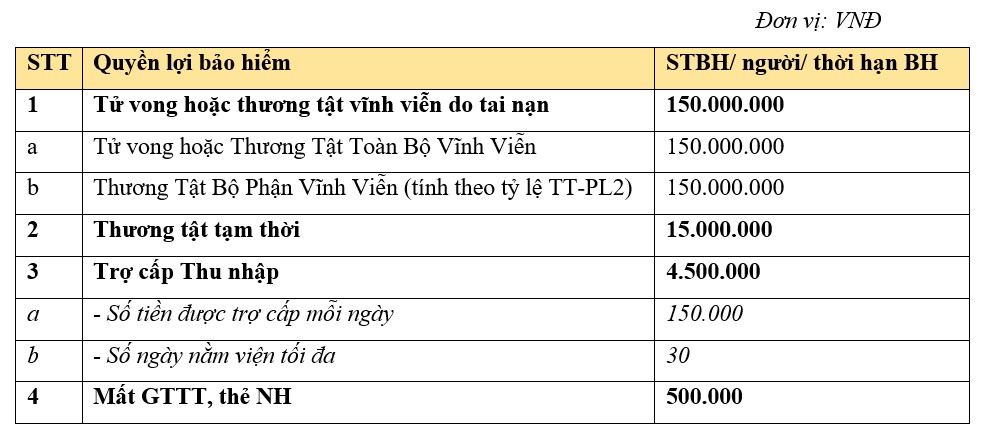 Đơn vị: VNĐ
STT Quyền lợi bảo hiểm STBH/ người/ thời hạn BH
1 Tử vong hoặc thương tật vĩnh viễn do tai nạn 150.000.000
a Tử vong hoặc Thương Tật Toàn Bộ Vĩnh Viễn 150.000.000
b Thương Tật Bộ Phận Vĩnh Viễn (tính theo tỷ lệ TT-PL2) 150.000.000
2 Thương tật tạm thời 15.000.000
3 Trợ cấp Thu nhập 4.500.000
a - Số tiền được trợ cấp mỗi ngày 150.000
b - Số ngày nằm viện tối đa 30
4 Mất GTTT, thẻ NH 500.000